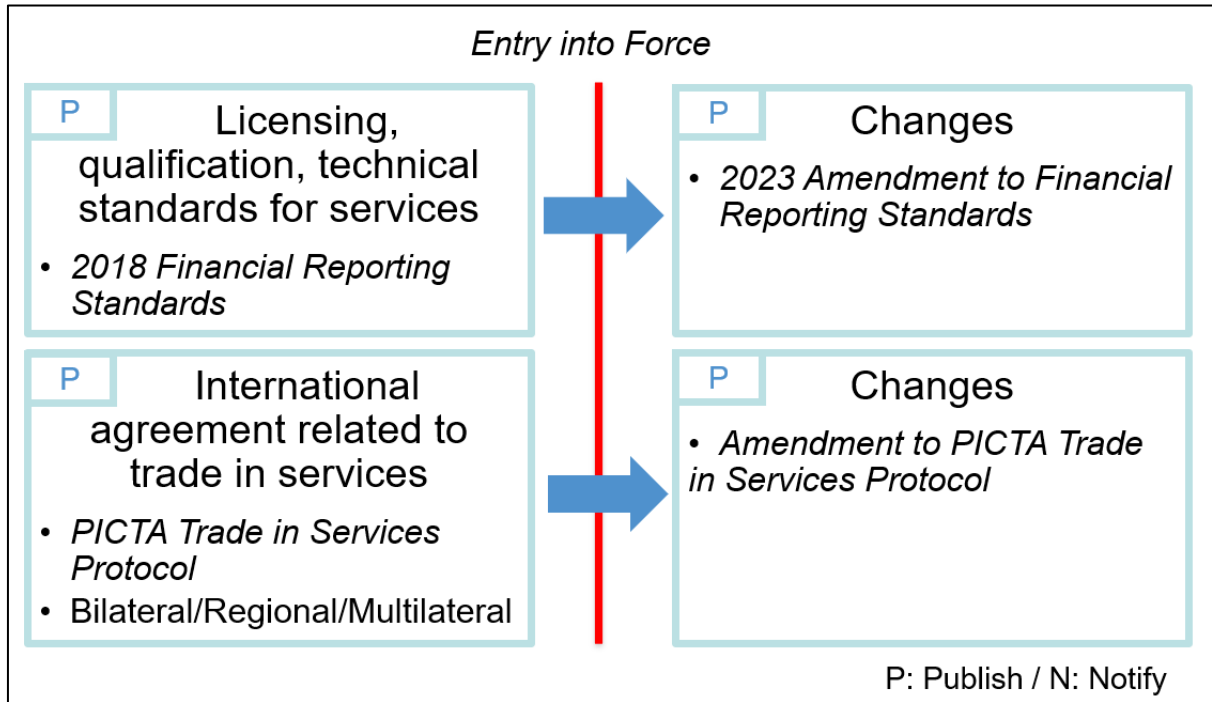 Entry into Force
P
Licensing,
qualification, technical
standards for services
• 2018 Financial Reporting
Standards
P
Changes
• 2023 Amendment to Financial
Reporting Standards
P
International
agreement related to
trade in services
• PICTA Trade in Services
Protocol
• Bilateral/Regional/Multilateral
P
Changes
• Amendment to PICTA Trade
in Services Protocol
P: Publish / N: Notify